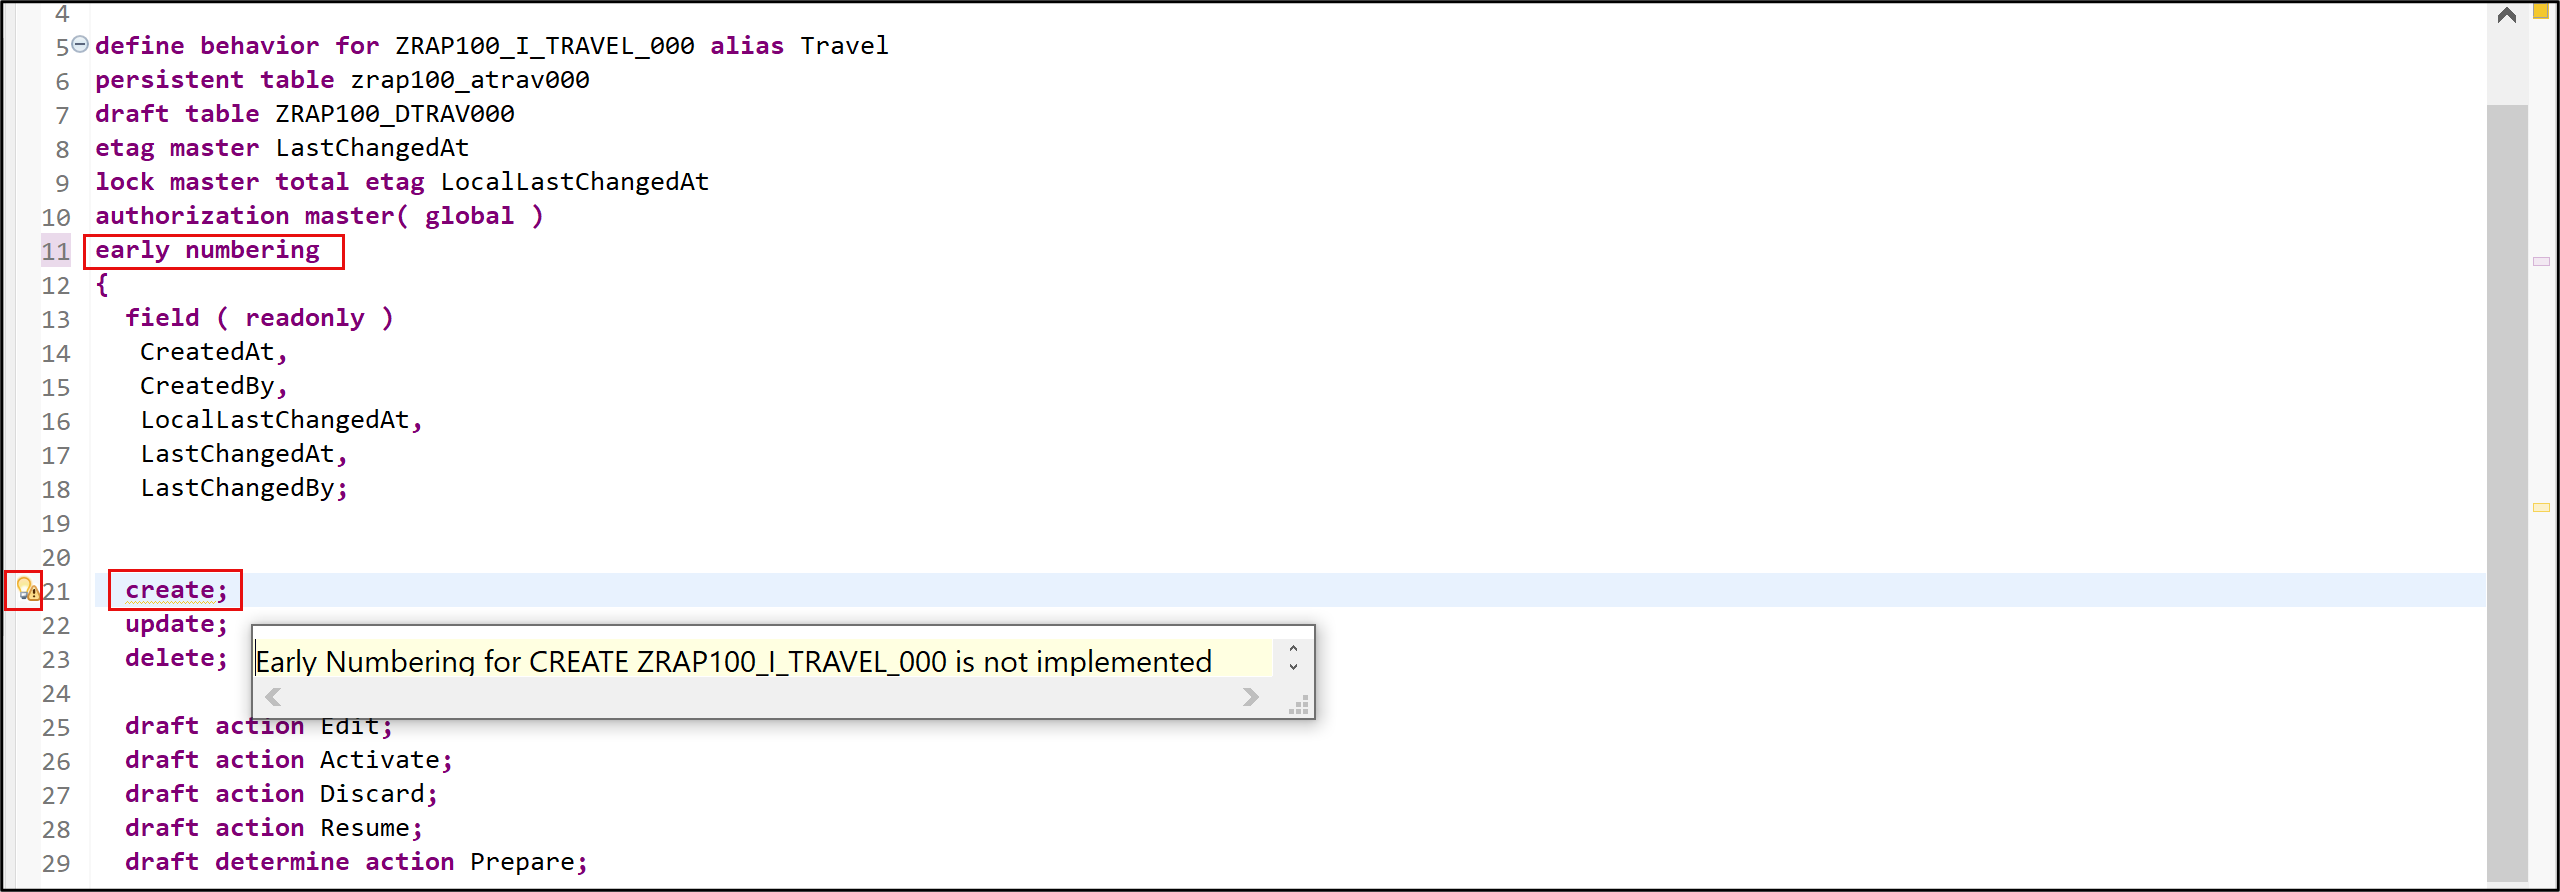 4
5 define behavior for ZRAP100_I_TRAVEL_000 alias Travel
6 persistent table zrap100_atrav000
7 draft table ZRAP100_DTRAV000
8 etag master LastChangedAt
9 lock master total etag LocalLastChangedAt
10 authorization master( global )
11 early numbering
12 {
13 field ( readonly )
14 CreatedAt,
15 CreatedBy,
16 LocalLastChangedAt,
17 LastChangedAt,
18 LastChangedBy;
19
20
21 create;
22 update;
23 delete;
Early Numbering for CREATE ZRAP100_I_TRAVEL_000 is not implemented
24
25 draft action Edit;
26 draft action Activate;
27 draft action Discard;
28 draft action Resume;
29 draft determine action Prepare;